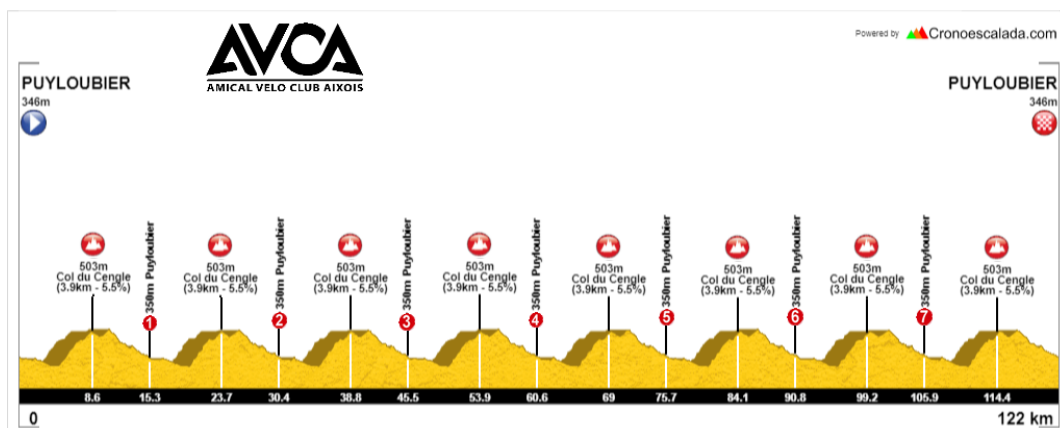 AVCA
AMICAL VELO CLUB AIXOIS
Powered by Cronoescalada.com
PUYLOUBIER
346m
PUYLOUBIER
346m
503m
Col du Cengle
(3.9km - 5.5%)
350m Puyloubier
1
503m
Col du Cengle
(3.9km - 5.5%)
350m Puyloubier
2
503m
Col du Cengle
(3.9km - 5.5%)
350m Puyloubier
3
503m
Col du Cengle
(3.9km - 5.5%)
350m Puyloubier
4
503m
Col du Cengle
(3.9km - 5.5%)
350m Puyloubier
5
503m
Col du Cengle
(3.9km - 5.5%)
350m Puyloubier
6
503m
Col du Cengle
(3.9km - 5.5%)
350m Puyloubier
7
503m
Col du Cengle
(3.9km - 5.5%)
8.6 15.3 23.7 30.4 38.8 45.5 53.9 60.6 69 75.7 84.1 90.8 99.2 105.9 114.4
0 122 km